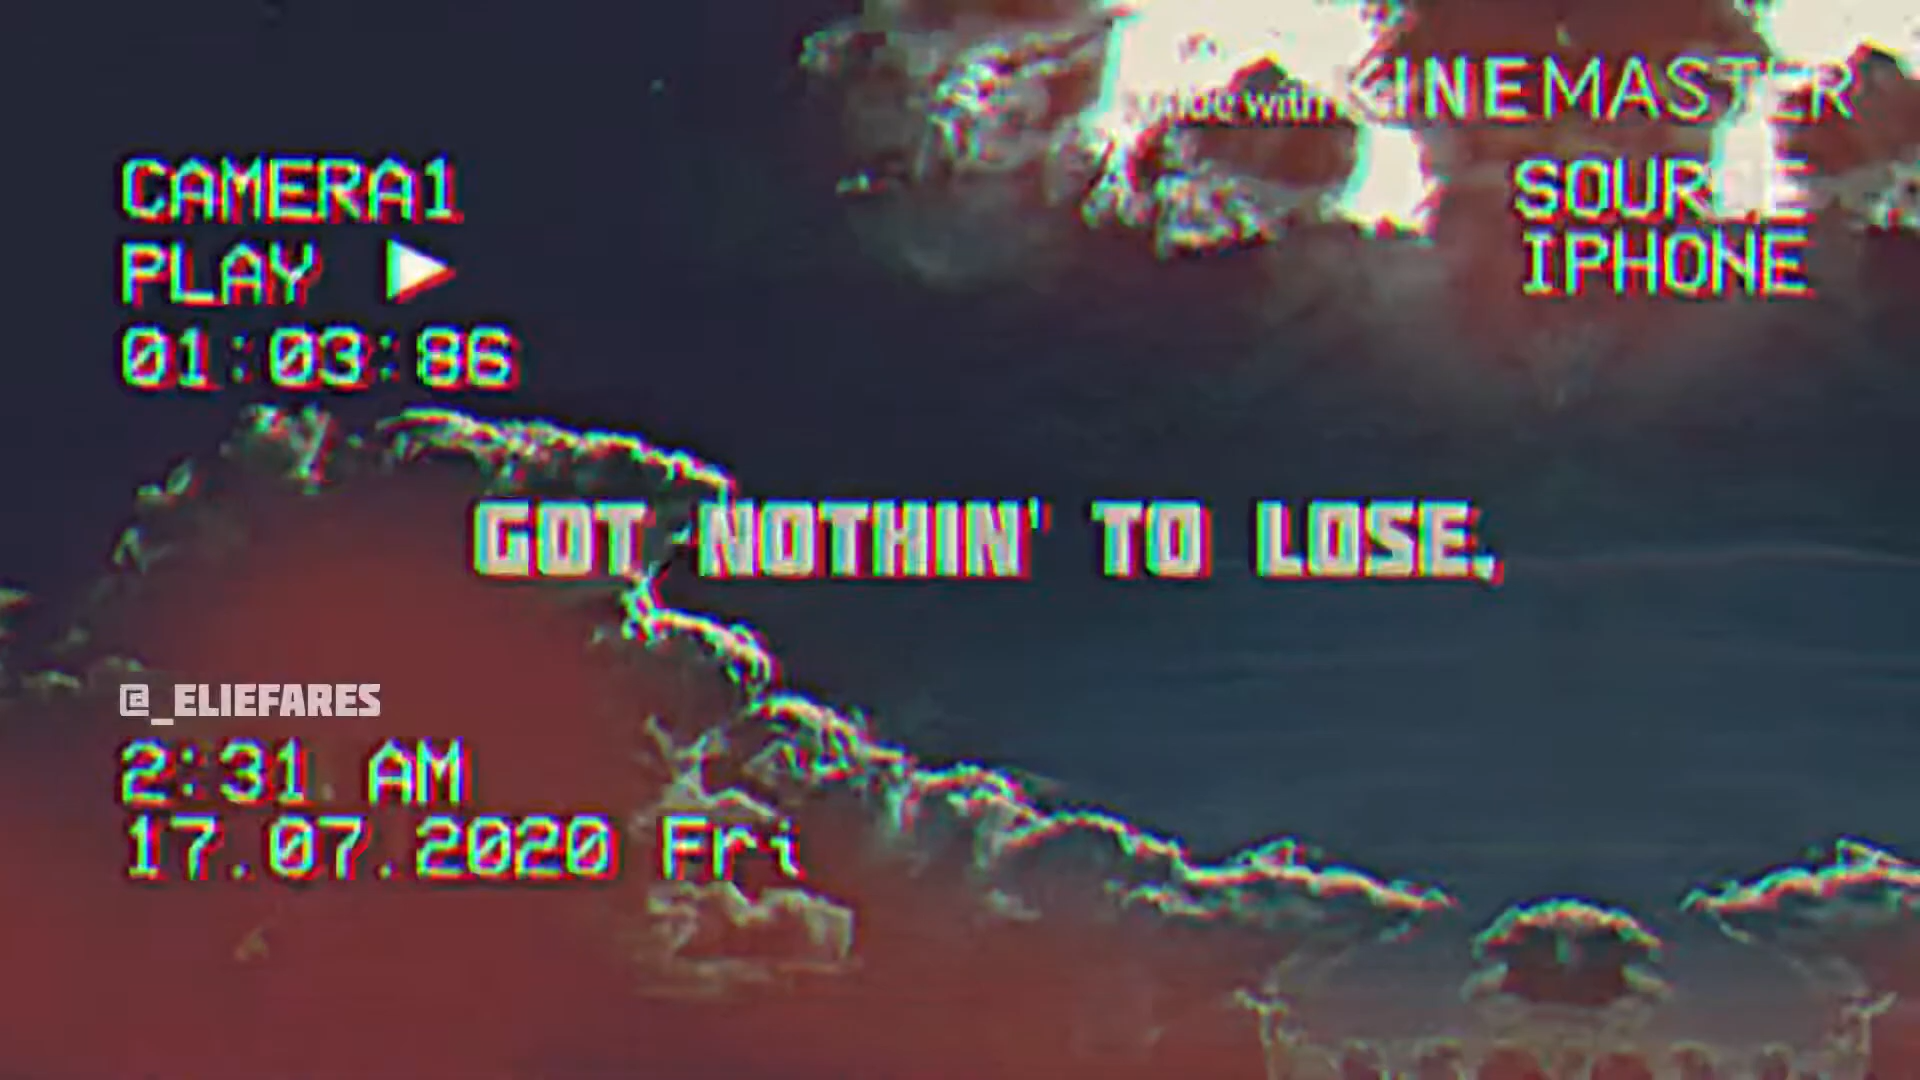 Made with KINEMASTER
CAMERA1
SOURCE
PLAY
IPHONE
01:03:86
GOT NOTHIN' TO LOSE,
@_ELIEFARES
2:31 AM
17.07.2020 Fri